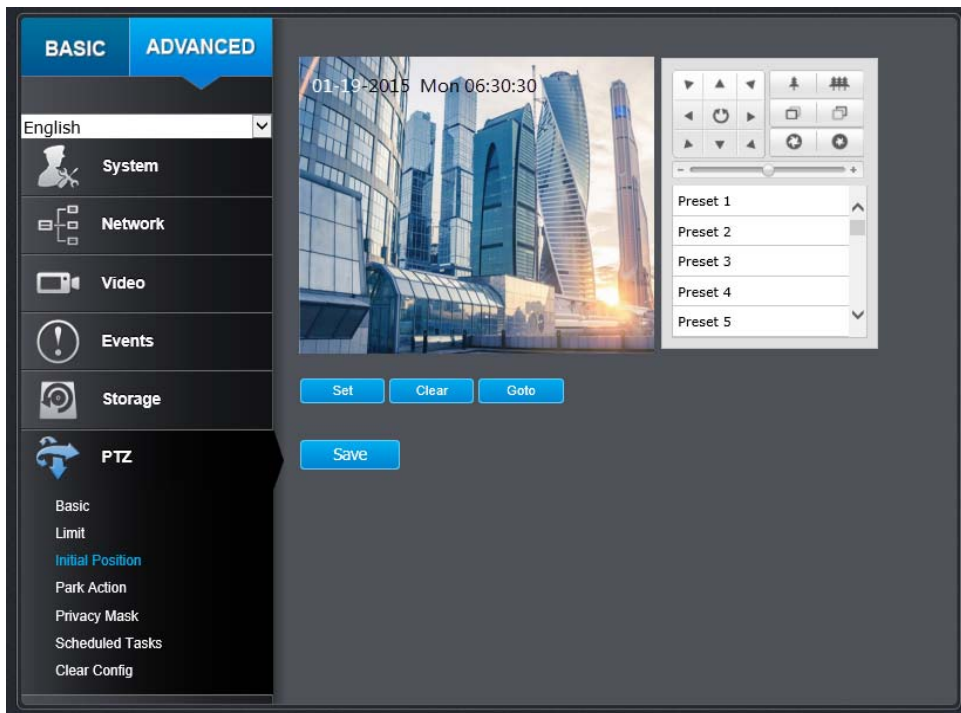 BASIC
ADVANCED
English
System
Network
Video
Events
Storage
PTZ
Basic
Limit
Initial Position
Park Action
Privacy Mask
Scheduled Tasks
Clear Config
01-19-2015 Mon 06:30:30
- +
Preset 1
Preset 2
Preset 3
Preset 4
Preset 5
Set Clear Goto
Save